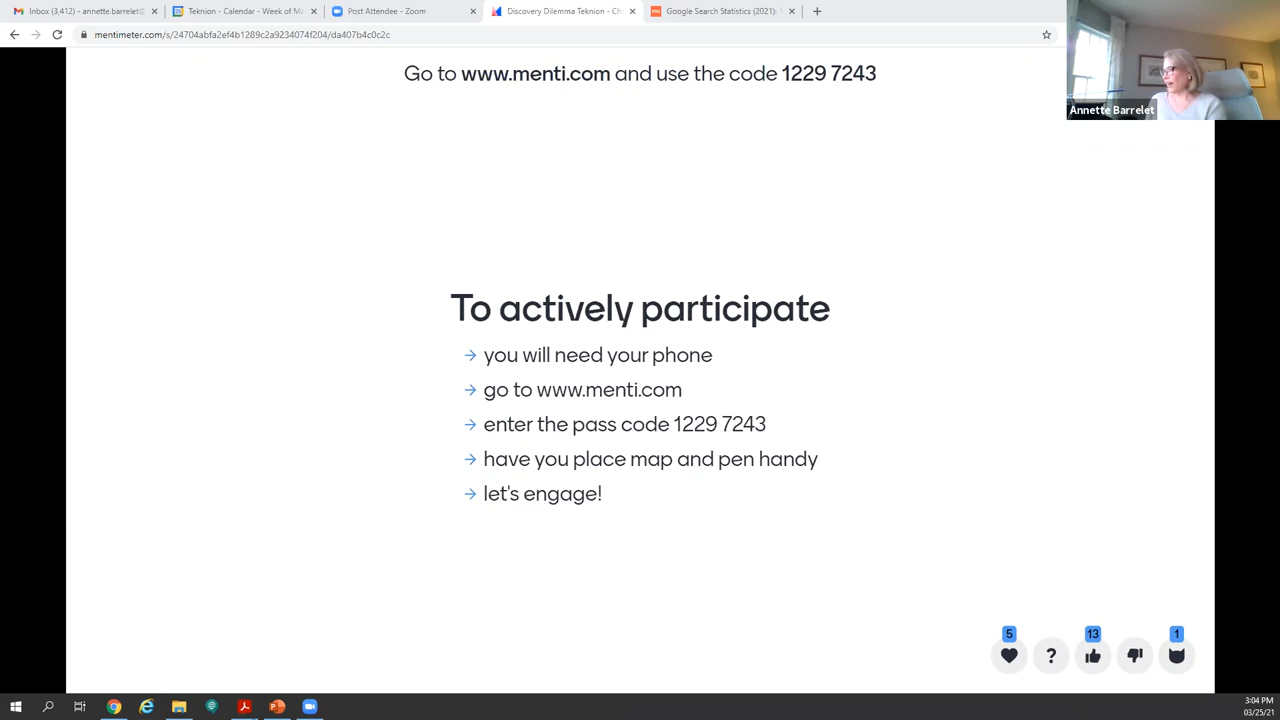 Inbox (3,412) - annette.barrelet@
Teknion - Calendar - Week of Ma
Post Attendee - Zoom
Discovery Dilemma Teknion - Ch
Google Search Statistics (2021):
mentimeter.com/s/24704abfa2ef4b1289c2a9234074f204/da407b4c0c2c
Go to www.menti.com and use the code 1229 7243
Annette Barrelet
To actively participate
→ you will need your phone
→ go to www.menti.com
→ enter the pass code 1229 7243
→ have you place map and pen handy
→ let's engage!
5
13
1
?
3:04 PM
03/25/21